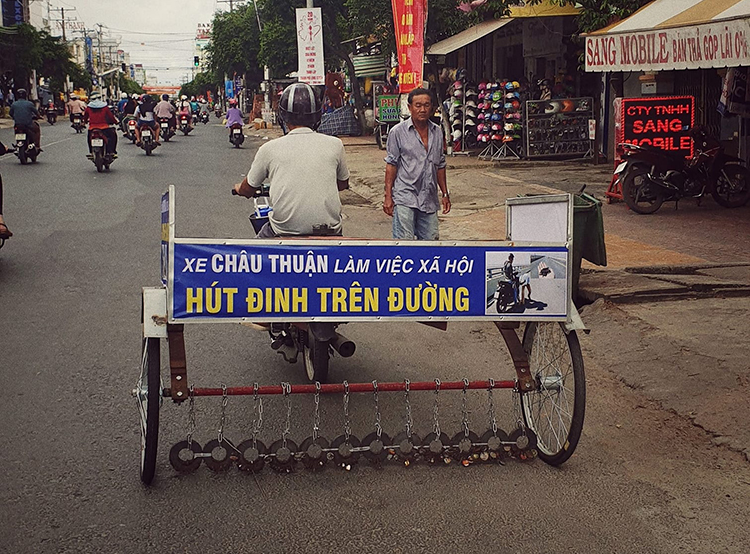 SANG MOBILE BÁN TRẢ GÓP LÃI 0%
CTY TNHH
SANG
MOBILE
XE CHÂU THUẬN LÀM VIỆC XÃ HỘI
HÚT ĐINH TRÊN ĐƯỜNG